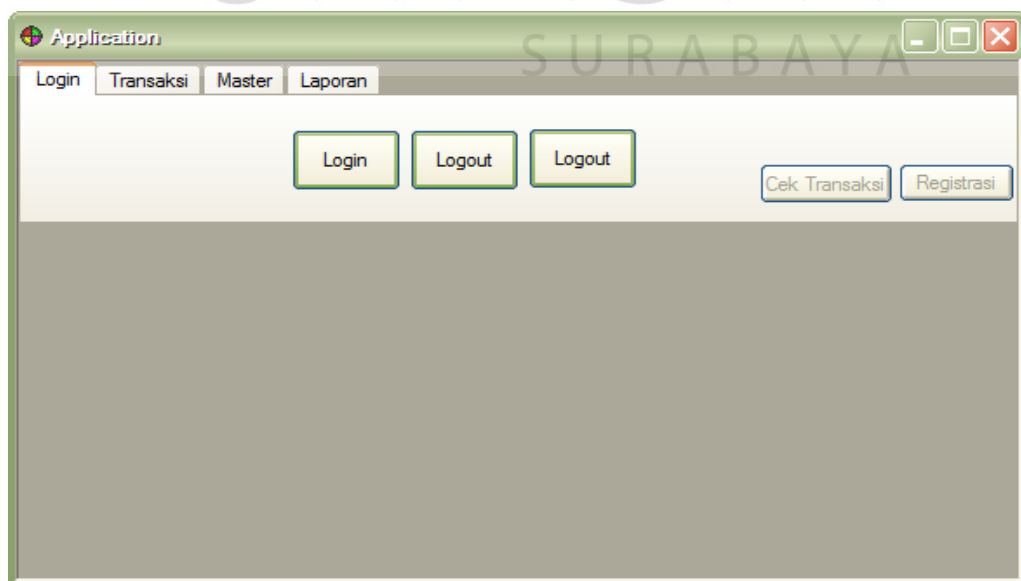 SURABAYA
Application
Login Transaksi Master Laporan
Login Logout Logout
Cek Transaksi Registrasi